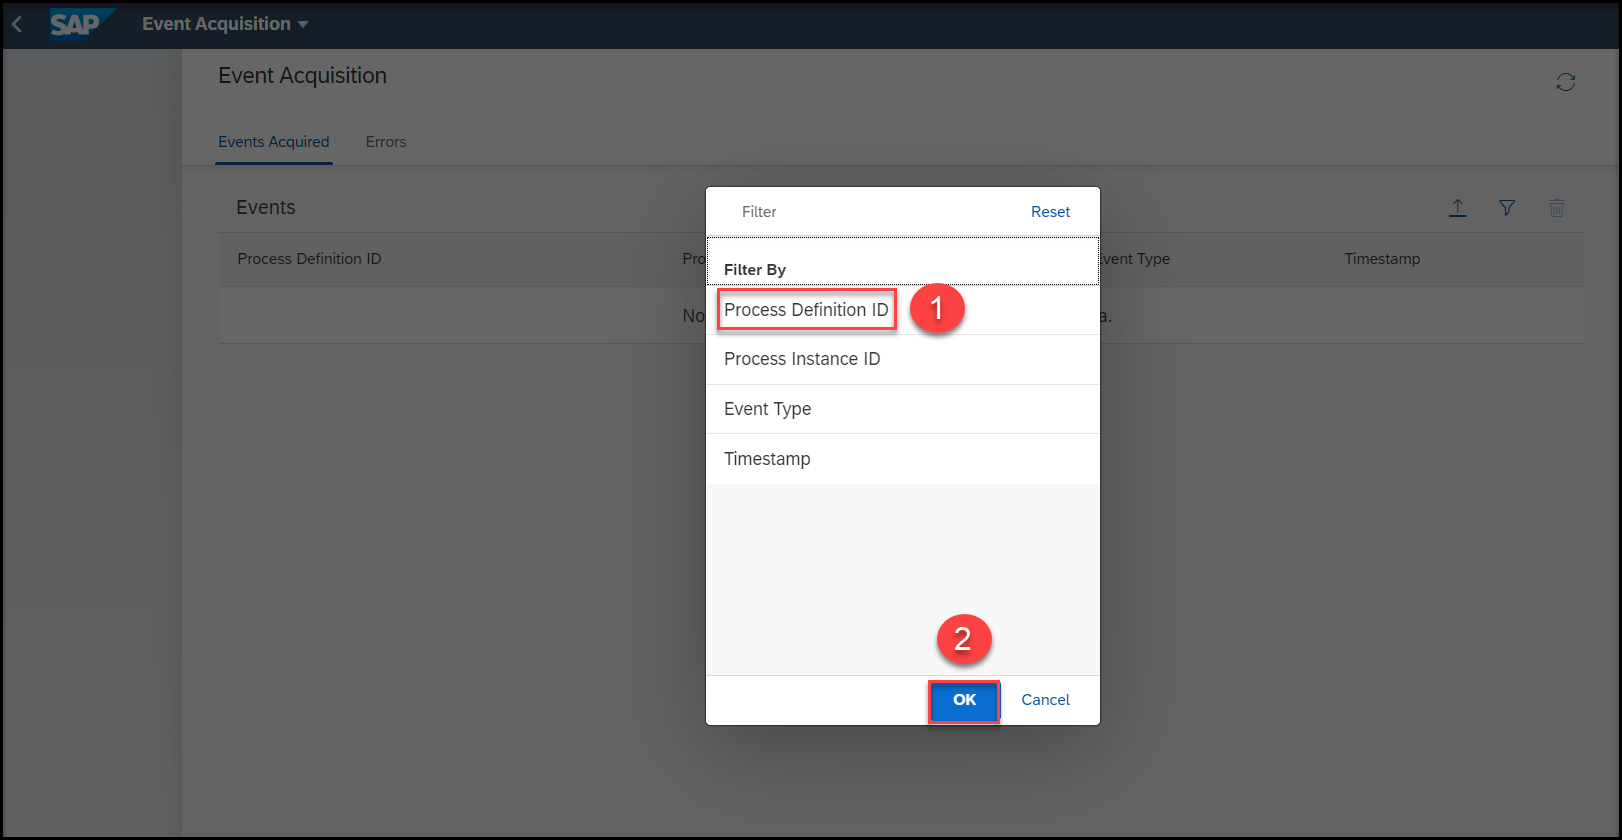 SAP Event Acquisition
Event Acquisition
Events Acquired Errors
Events
Process Definition ID Timestamp
Filter Reset
Filter By
Process Definition ID 1
Process Instance ID
Event Type
Timestamp
2
OK Cancel
Pro
vent Type
No
a.